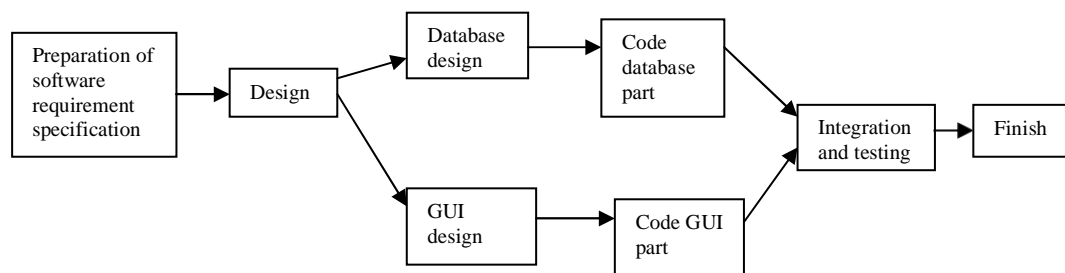 Preparation of
software
requirement
specification
Design
Database
design
Code
database
part
GUI
design
Code GUI
part
Integration
and testing
Finish